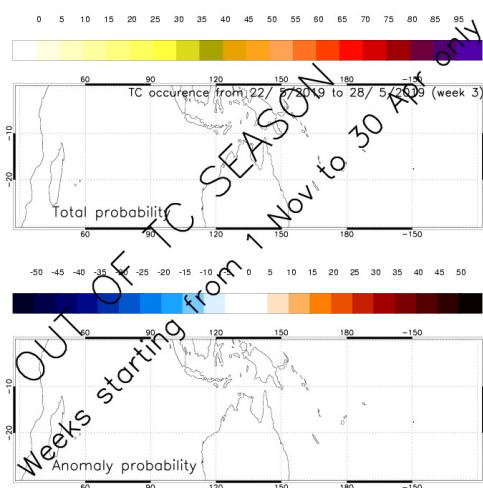 0 5 10 15 20 25 30 35 40 45 50 55 60 65 70 75 80 85 95
60 90 120 150 180 -150
TC occurence from 22/ 5/2019 to 28/ 5/2019 (week 3)
-10
-20
Total probability
60 90 120 150 180 -150
OUT OF TC SEASON
Weeks starting from 1 Nov to 30 Apr only
-50 -45 -40 -35 -25 -20 -15 -10 0 5 10 15 20 25 30 35 40 45 50
60 90 120 150 180 -150
-10
-20
Anomaly probability
60 90 120 150 180 -150